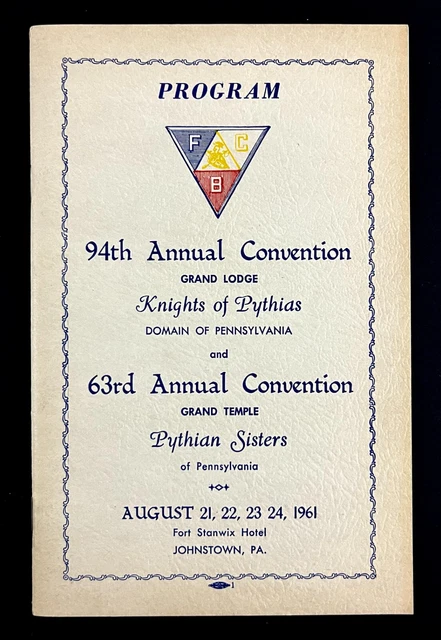 PROGRAM
F C
B
94th Annual Convention
GRAND LODGE
Knights of Pythias
DOMAIN OF PENNSYLVANIA
and
63rd Annual Convention
GRAND TEMPLE
Pythian Sisters
of Pennsylvania
AUGUST 21, 22, 23 24, 1961
Fort Stanwix Hotel
JOHNSTOWN, PA.
1